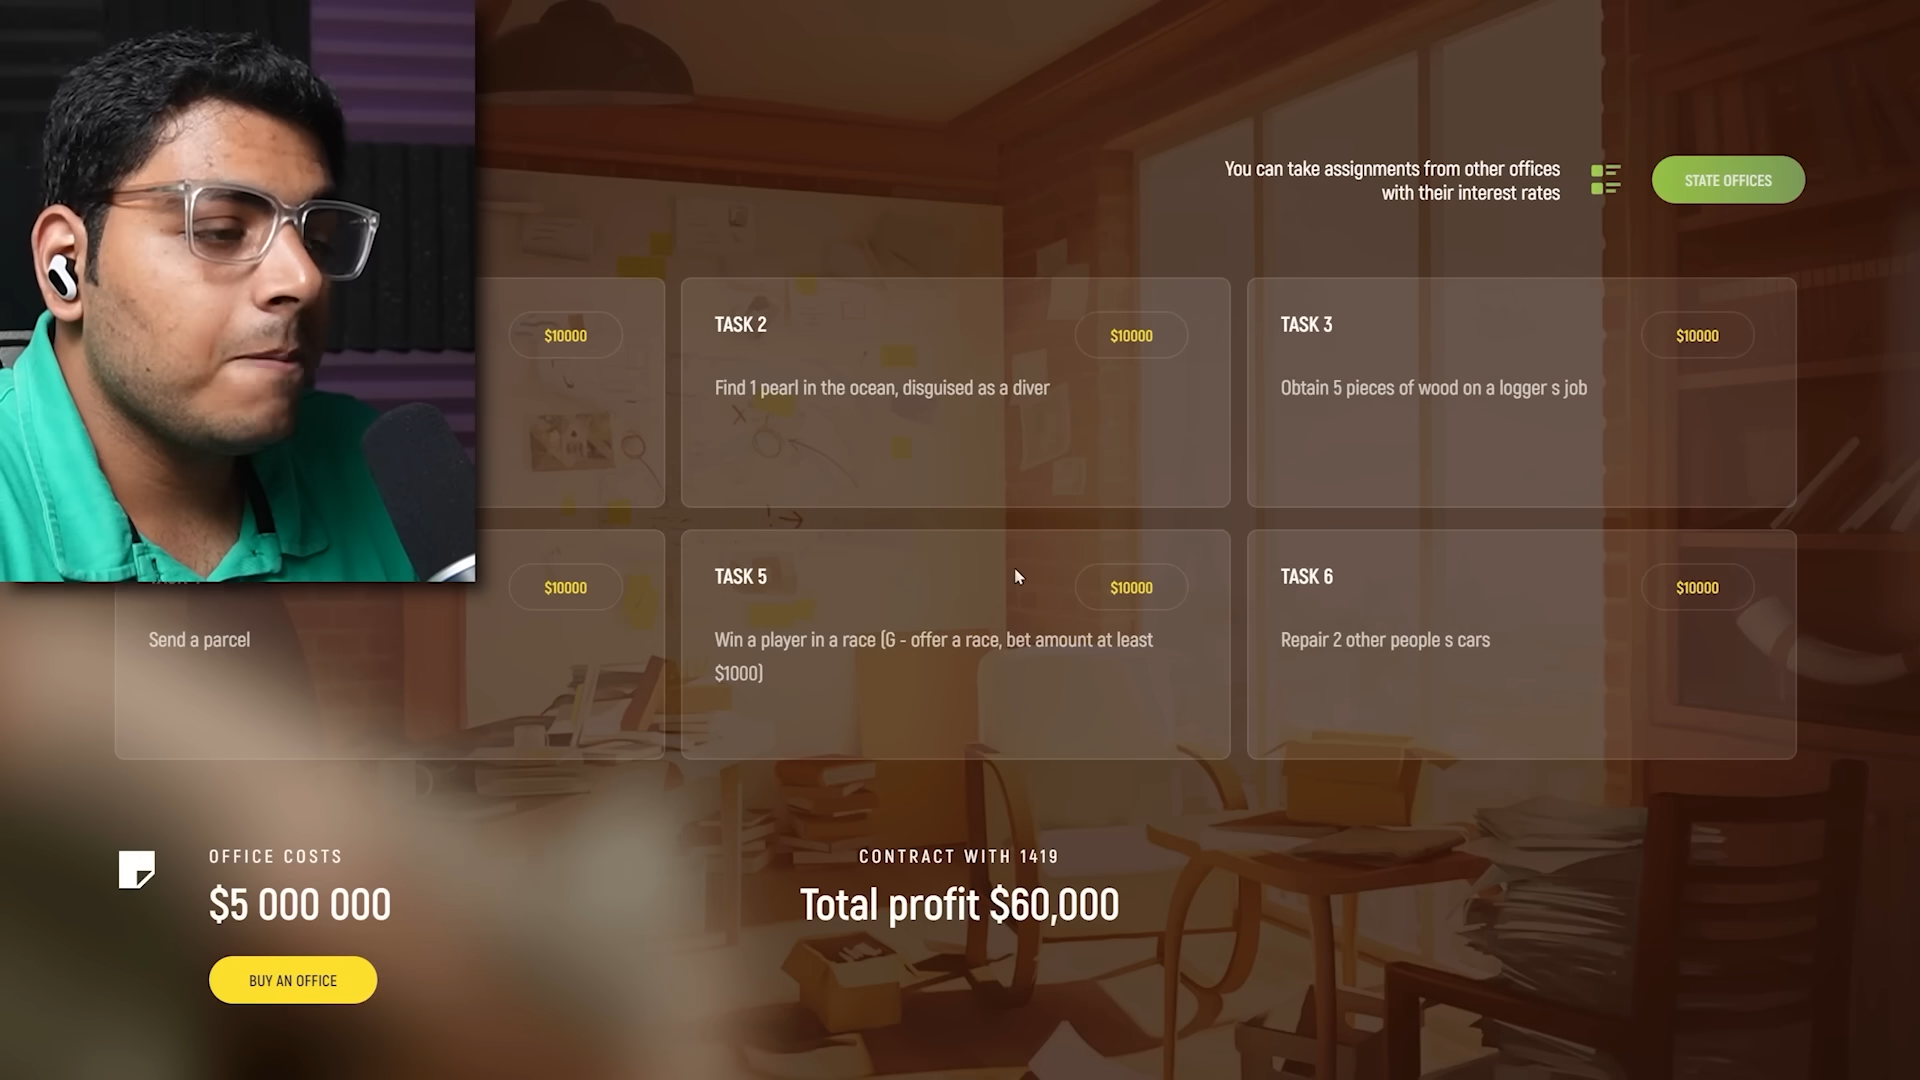 You can take assignments from other offices
with their interest rates
STATE OFFICES
$10000
TASK 2
$10000
Find 1 pearl in the ocean, disguised as a diver
TASK 3
$10000
Obtain 5 pieces of wood on a logger s job
$10000
Send a parcel
TASK 5
$10000
Win a player in a race (G - offer a race, bet amount at least
$1000)
TASK 6
$10000
Repair 2 other people s cars
OFFICE COSTS
$5 000 000
BUY AN OFFICE
CONTRACT WITH 1419
Total profit $60,000